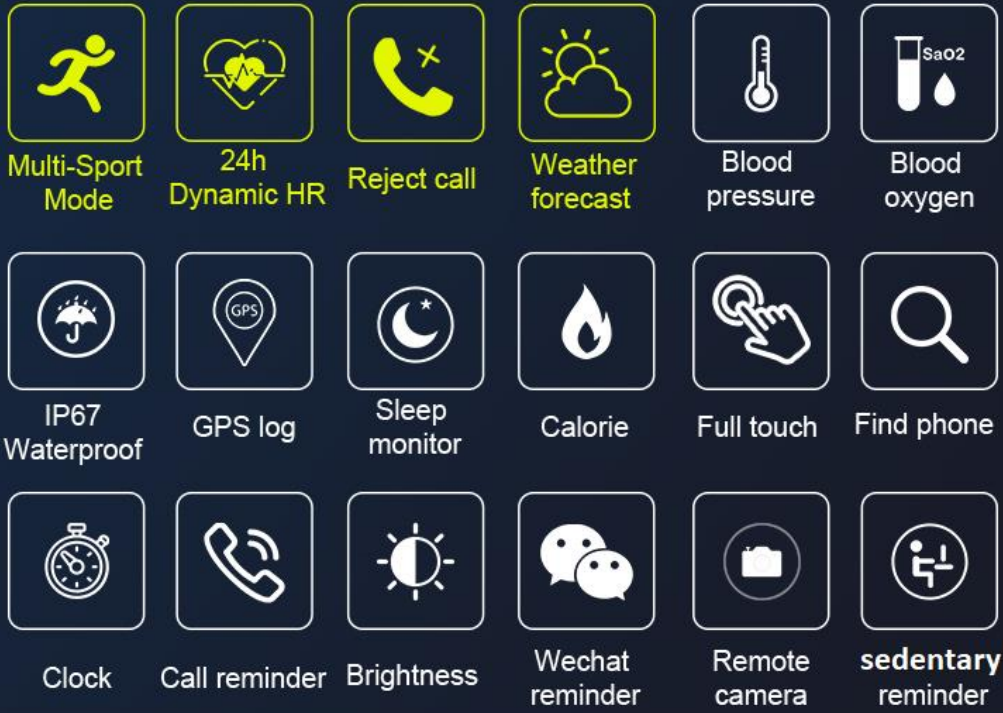 SaO2
Multi-Sport
Mode
24h
Dynamic HR
Reject call
Weather
forecast
Blood
pressure
Blood
oxygen
GPS
IP67
Waterproof
GPS log
Sleep
monitor
Calorie
Full touch
Find phone
Clock
Call reminder
Brightness
Wechat
reminder
Remote
camera
sedentary
reminder